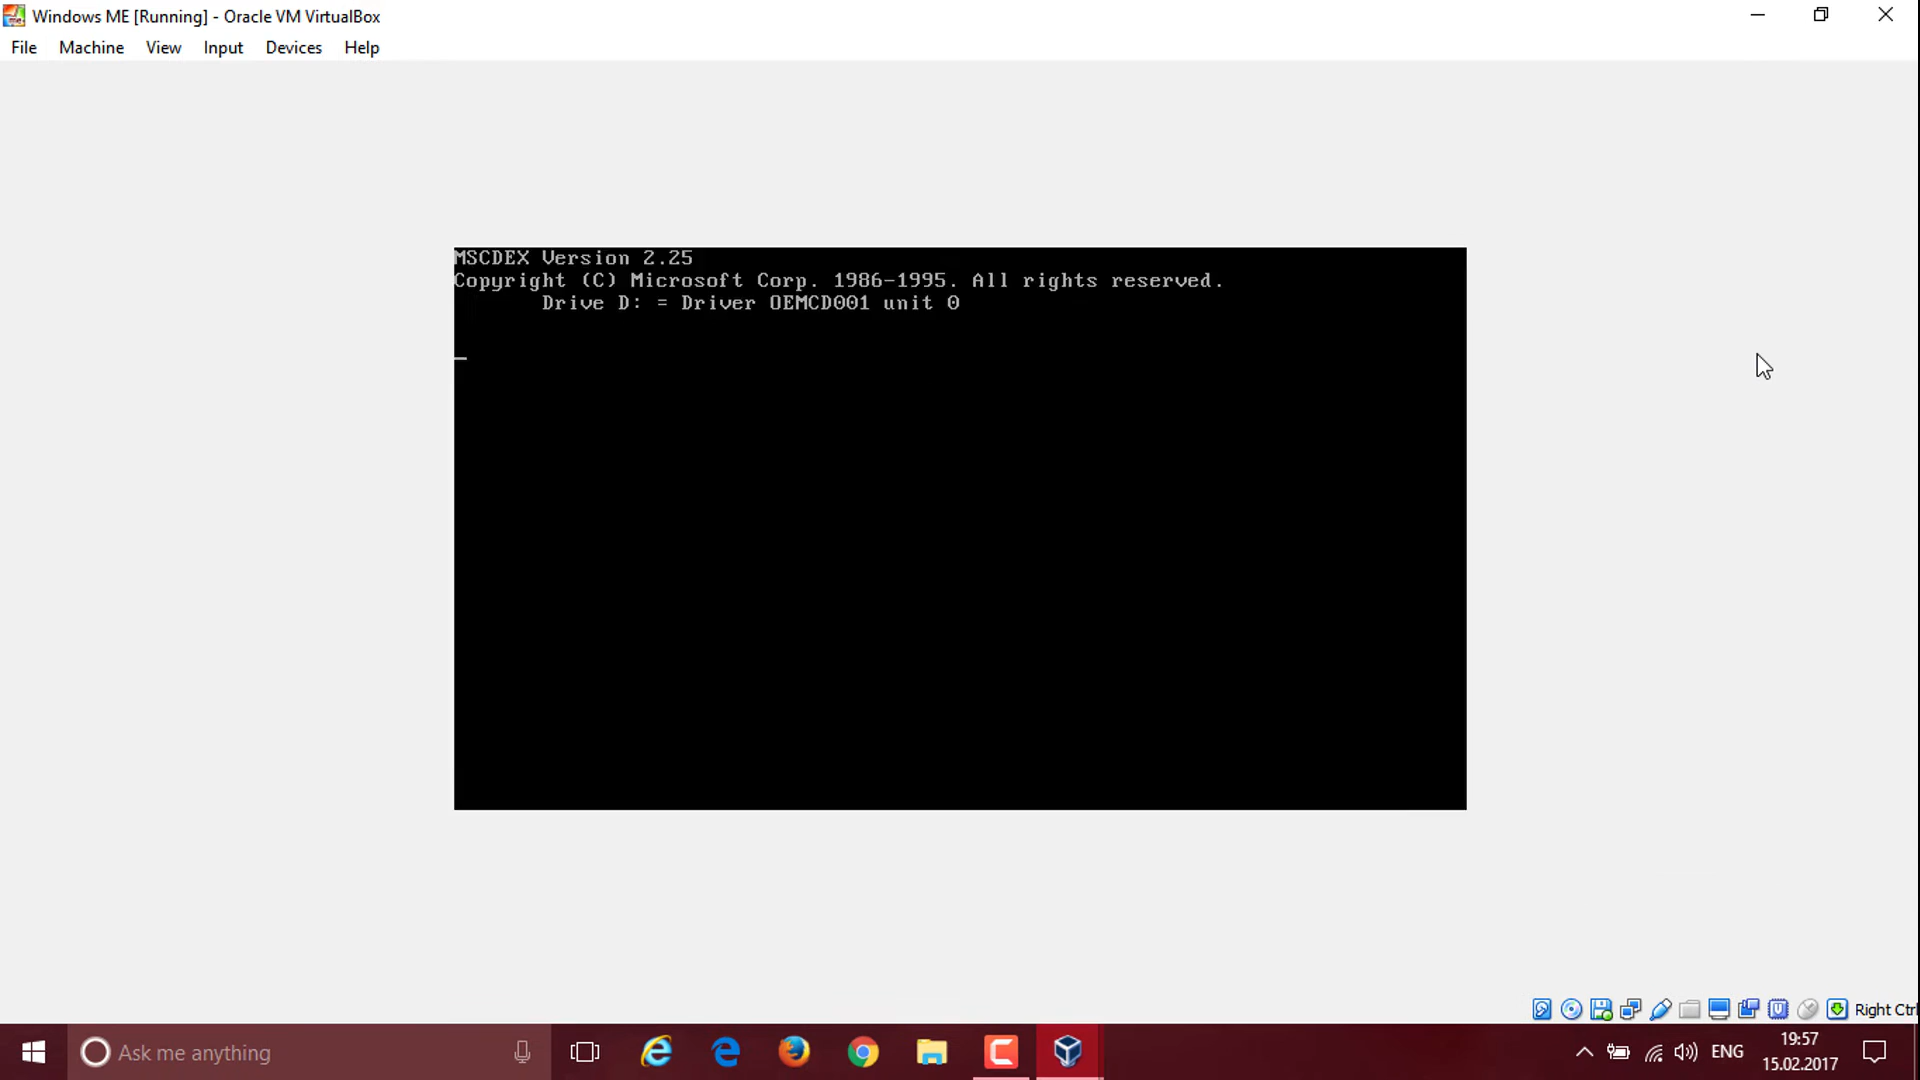 Windows ME [Running] - Oracle VM VirtualBox
File Machine View Input Devices Help
MSCDEX Version 2.25
Copyright (C) Microsoft Corp. 1986-1995. All rights reserved.
Drive D: = Driver OEMCD001 unit 0
Right Ctrl
Ask me anything
ENG
19:57
15.02.2017